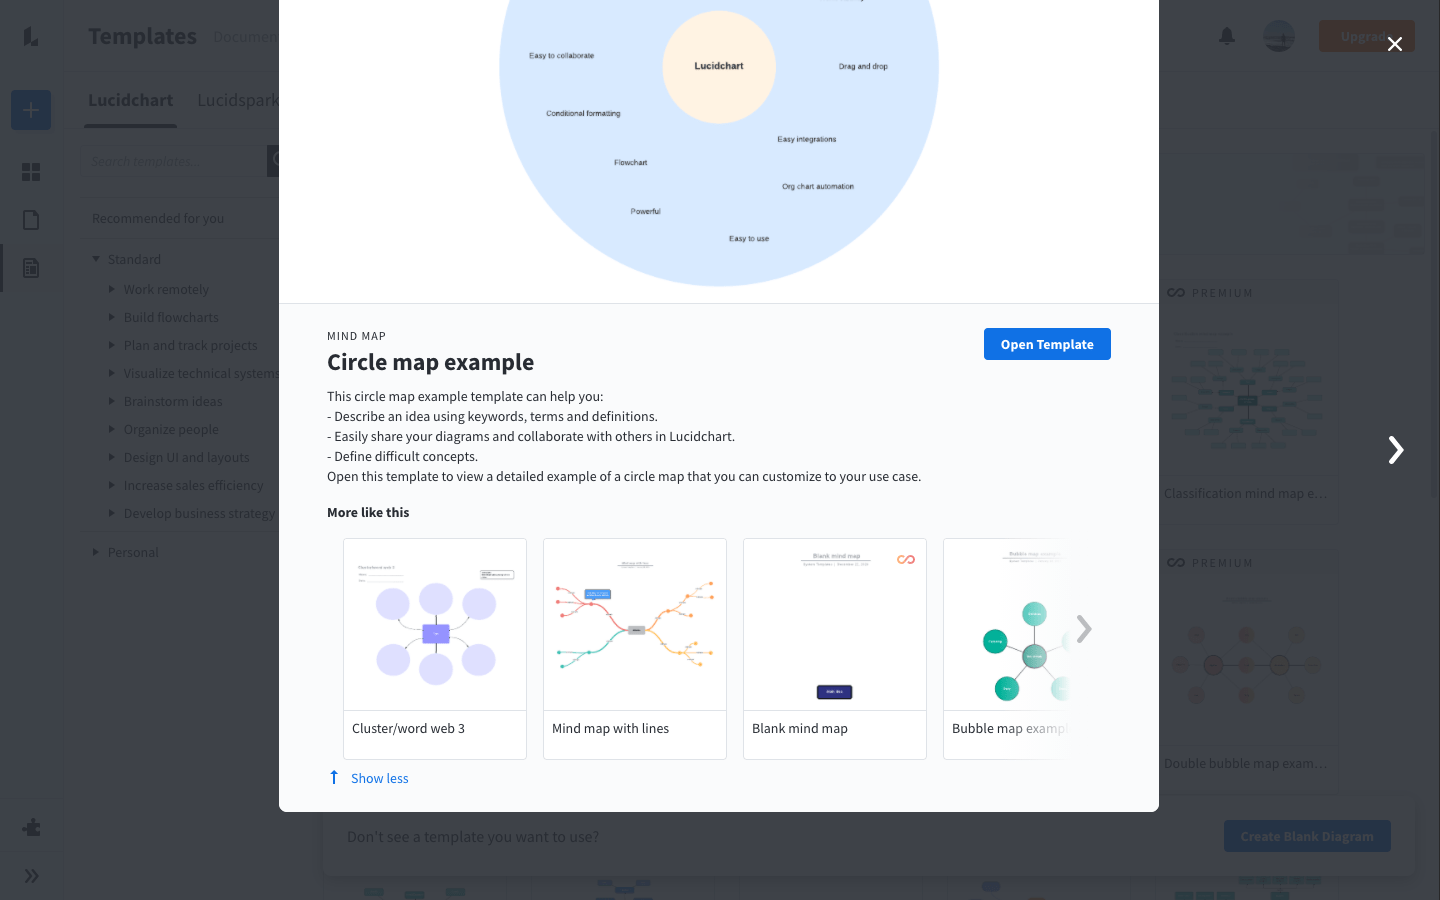 Templates
Documen
Upgrade
Lucidchart
Lucidspark
Search templates...
Recommended for you
Standard
Work remotely
Build flowcharts
Plan and track projects
Visualize technical systems
Brainstorm ideas
Organize people
Design UI and layouts
Increase sales efficiency
Develop business strategy
Personal
Easy to collaborate
Lucidchart
Drag and drop
Conditional formatting
Easy integrations
Flowchart
Org chart automation
Powerful
Easy to use
MIND MAP
Circle map example
Open Template
This circle map example template can help you:
- Describe an idea using keywords, terms and definitions.
- Easily share your diagrams and collaborate with others in Lucidchart.
- Define difficult concepts.
Open this template to view a detailed example of a circle map that you can customize to your use case.
More like this
Blank mind map
Cluster/word web 3
Mind map with lines
Blank mind map
Bubble map exampl
Show less
PREMIUM
Classification mind map e...
PREMIUM
Double bubble map exam...
Don't see a template you want to use?
Create Blank Diagram